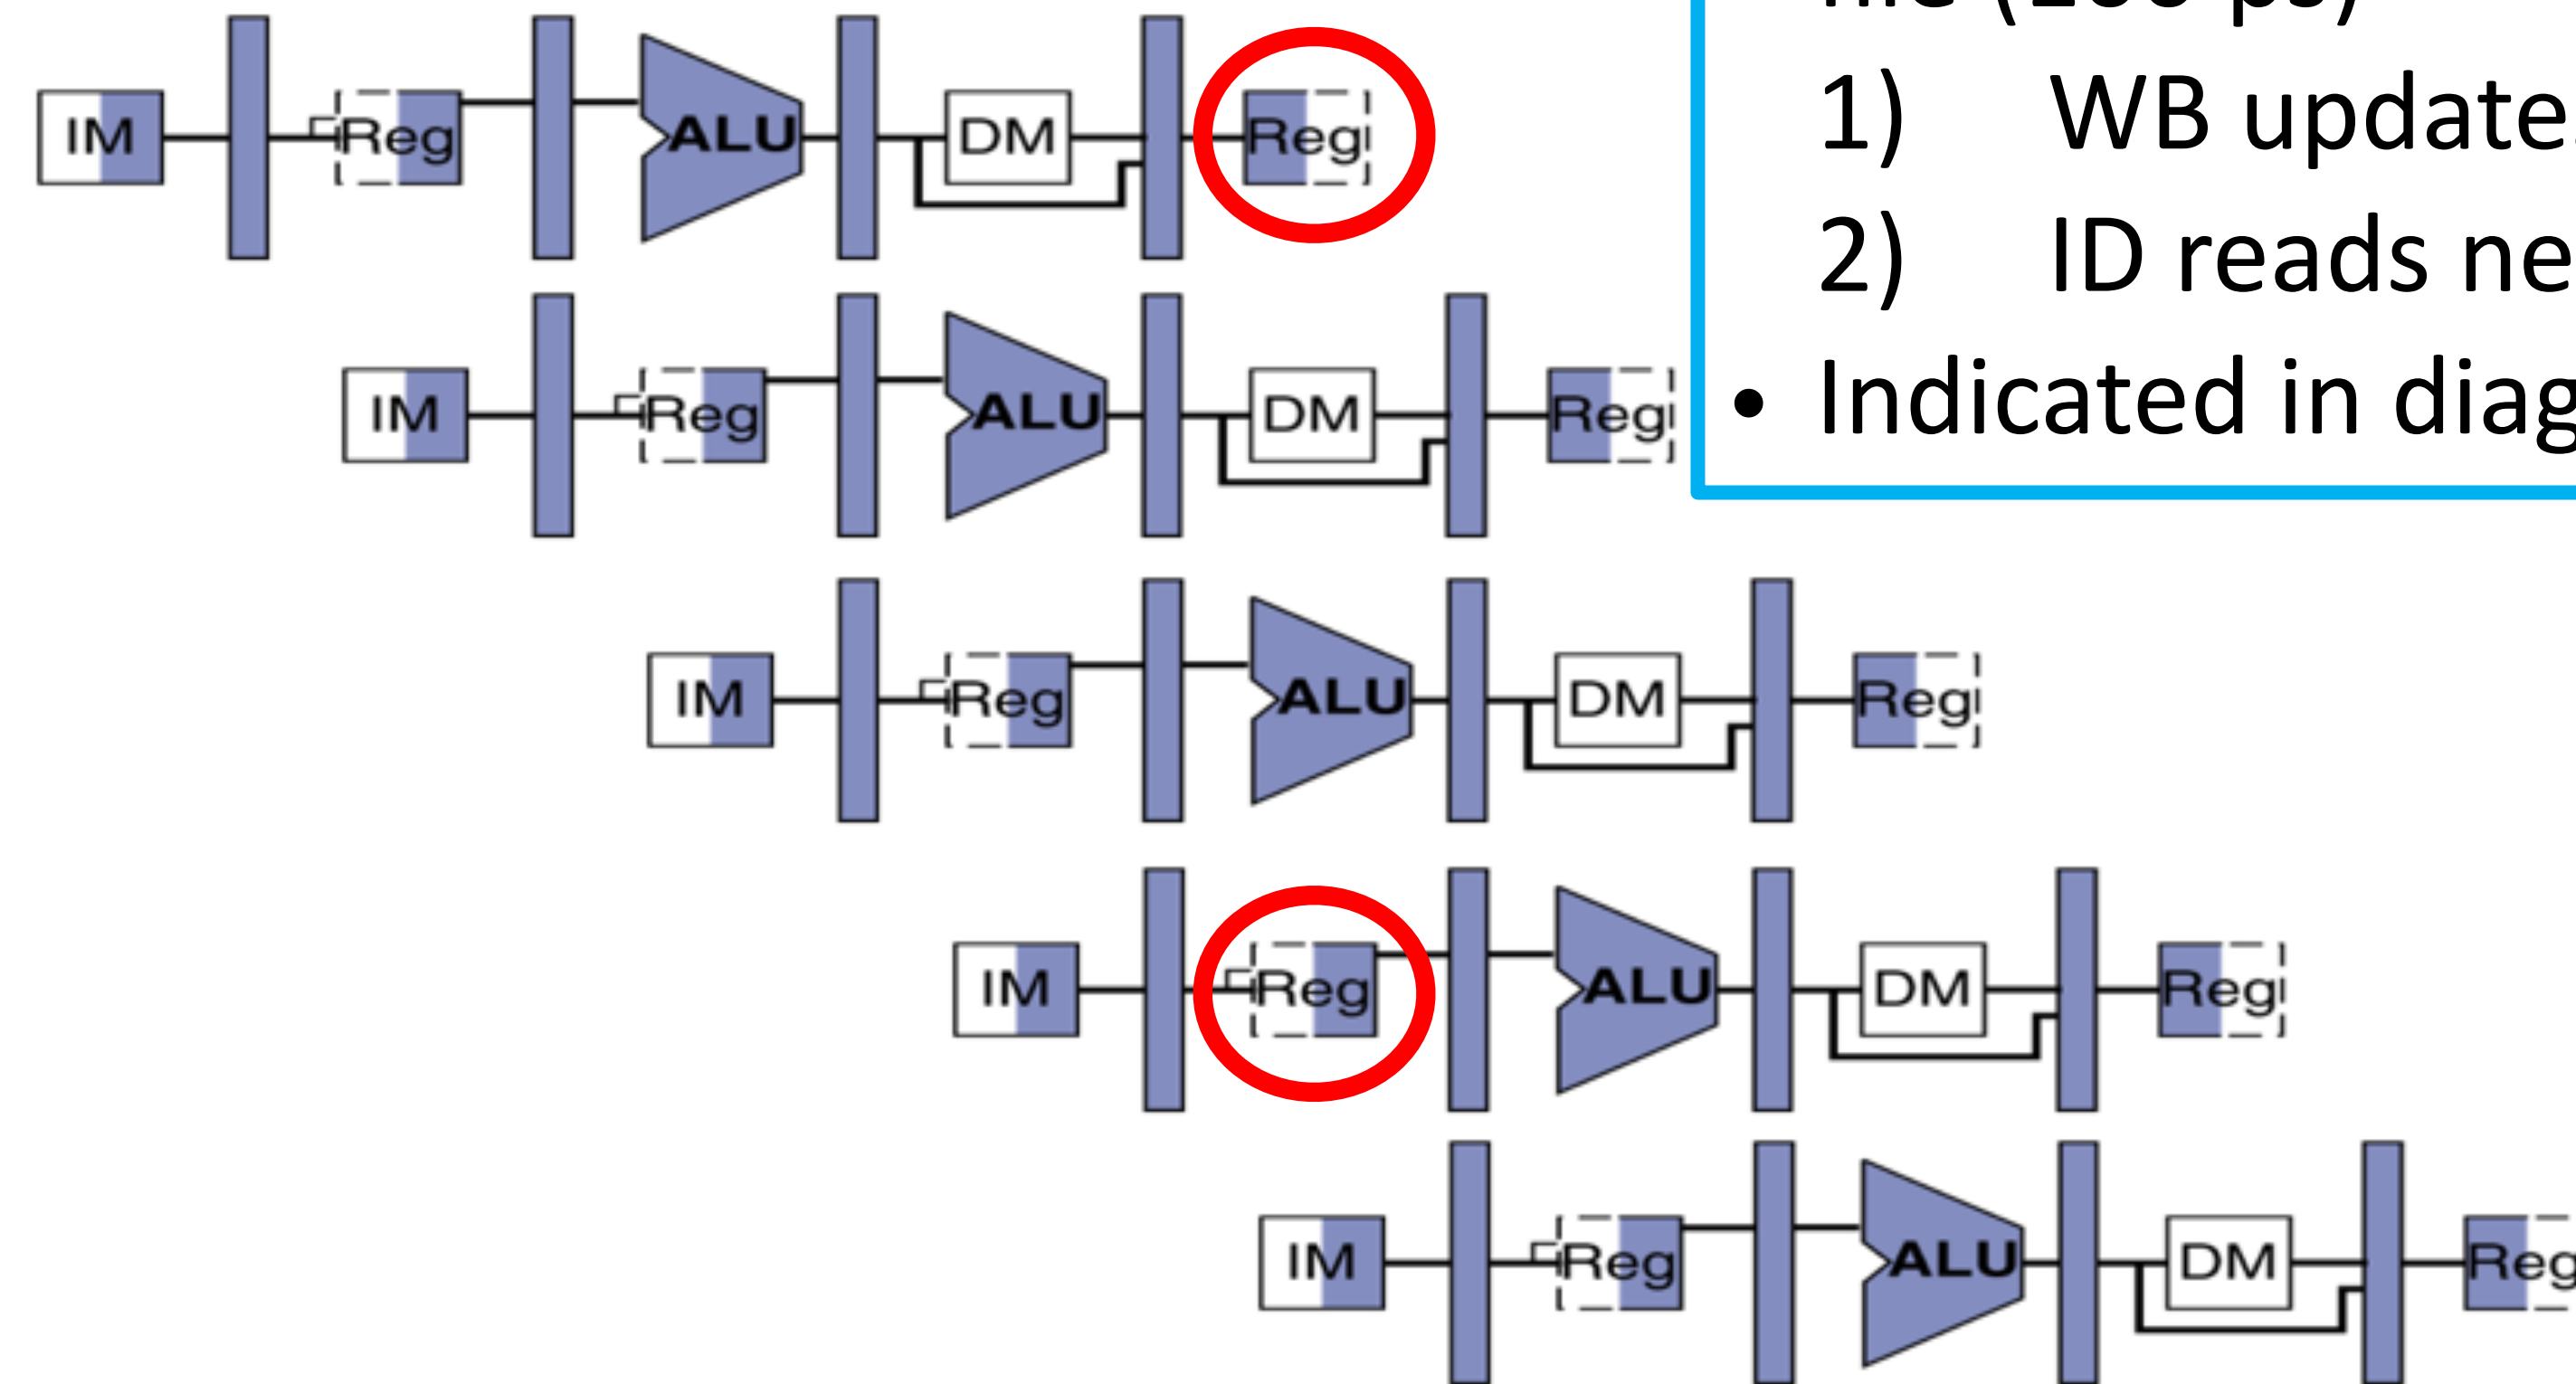 1) WB update
2) ID reads ne
• Indicated in diag
IM Reg ALU DM Reg
IM Reg ALU DM Reg
IM Reg ALU DM Reg
IM Reg ALU DM Reg
IM Reg ALU DM Reg